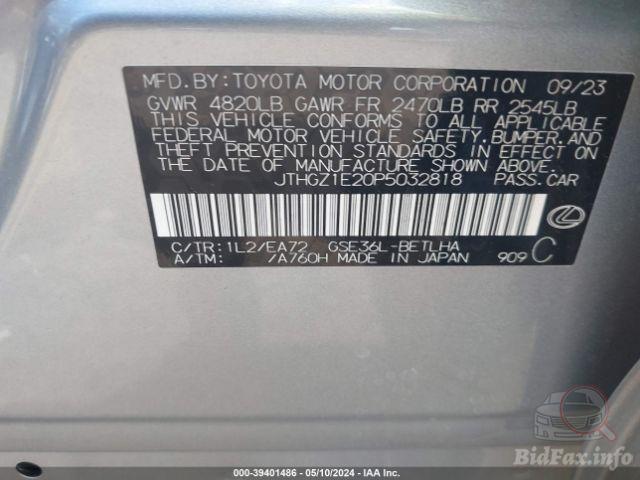 MFD. BY: TOYOTA MOTOR CORPORATION 09/23
GVWR 4820LB GAWR FR 2470LB RR 2545LB
THIS VEHICLE CONFORMS TO ALL APPLICABLE
FEDERAL MOTOR VEHICLE SAFETY, BUMPER, AND
THEFT PREVENTION STANDARDS IN EFFECT ON
THE DATE OF MANUFACTURE SHOWN ABOVE.
JTHGZ1E20P5032818 PASS. CAR
C/TR: 1L2/EA72 GSE36L-BETLHA
A/TM: /A760H MADE IN JAPAN 909 C
BidFax.info
000-39401486 - 05/10/2024 - IAA Inc.